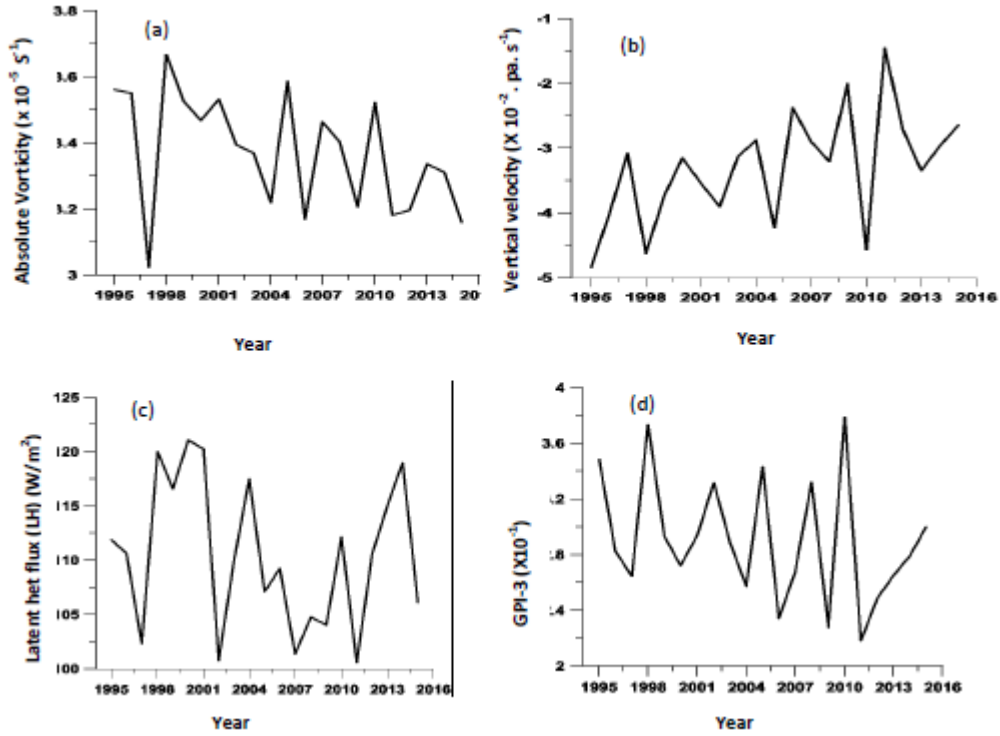 (a)
3.8
3.6
3.4
3.2
3
Absolute Vorticity (x 10⁻⁵ S⁻¹)
1995 1998 2001 2004 2007 2010 2013 201
Year
(b)
-1
-2
-3
-4
-5
Vertical velocity (X 10⁻² . pa. s⁻¹)
1995 1998 2001 2004 2007 2010 2013 2016
Year
(c)
125
120
115
110
105
100
Latent het flux (LH) (W/m²)
1995 1998 2001 2004 2007 2010 2013 2016
Year
(d)
4
3.6
.2
.8
.4
2
GPI-3 (X10⁻¹)
1995 1998 2001 2004 2007 2010 2013 2016
Year